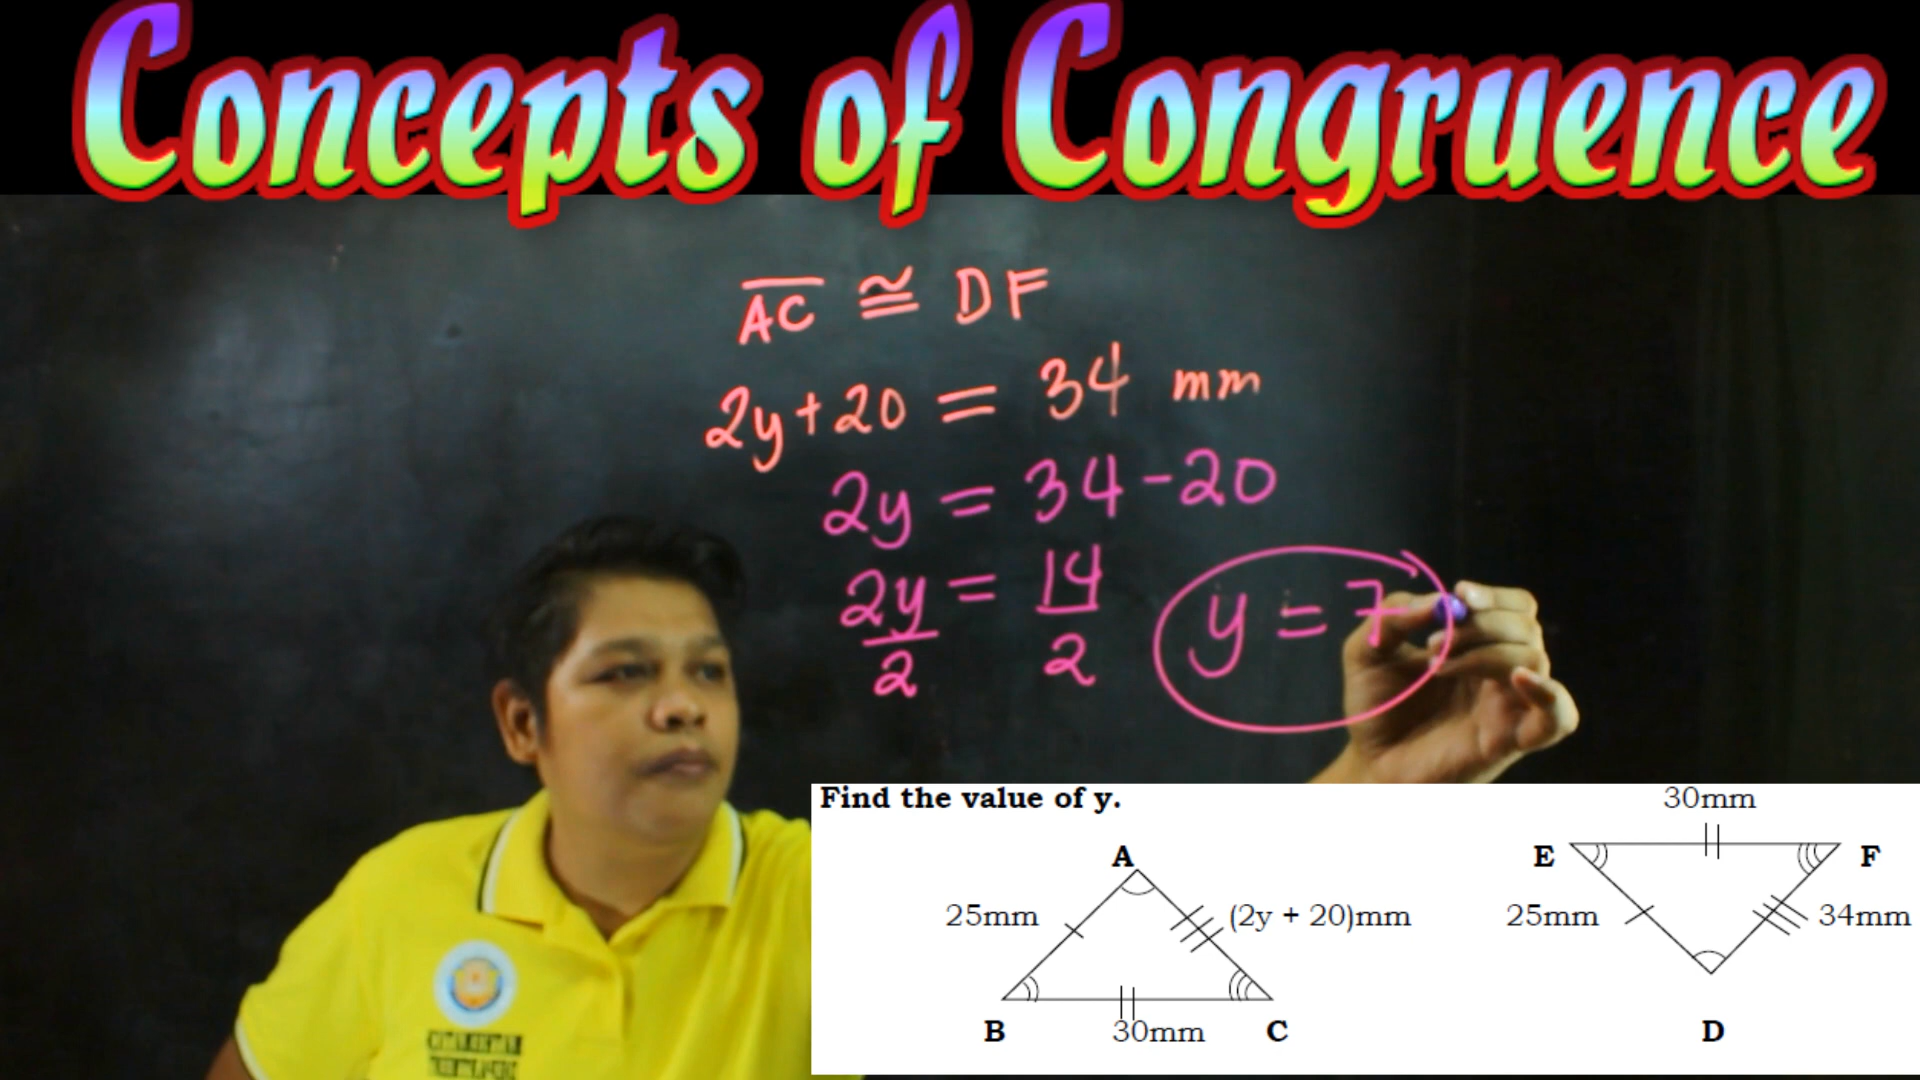 Concepts of Congruence
AC ≅ DF
2y+20 = 34 mm
2y = 34-20
2y = 14
2 2
y = 7
Find the value of y.
A
25mm
(2y + 20)mm
B
30mm
C
30mm
E
F
25mm
34mm
D